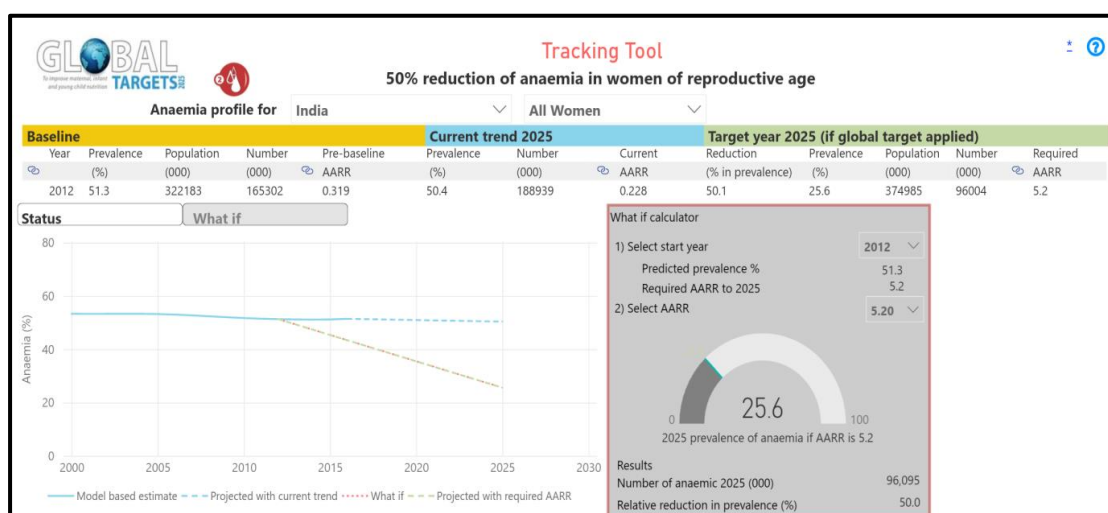 GLOBAL
To improve maternal, infant
and young child nutrition
TARGETS 2025
2
Tracking Tool
*
?
50% reduction of anaemia in women of reproductive age
Anaemia profile for India All Women
Baseline Current trend 2025 Target year 2025 (if global target applied)
Year Prevalence Population Number Pre-baseline Prevalence Number Current Reduction Prevalence Population Number Required
(%) (000) (000) AARR (%) (000) AARR (% in prevalence) (%) (000) (000) AARR
2012 51.3 322183 165302 0.319 50.4 188939 0.228 50.1 25.6 374985 96004 5.2
Status What if
80
60
40
20
0
Anaemia (%)
2000 2005 2010 2015 2020 2025 2030
Model based estimate Projected with current trend What if Projected with required AARR
What if calculator
1) Select start year 2012
Predicted prevalence % 51.3
Required AARR to 2025 5.2
2) Select AARR 5.20
25.6
0 100
2025 prevalence of anaemia if AARR is 5.2
Results
Number of anaemic 2025 (000) 96,095
Relative reduction in prevalence (%) 50.0